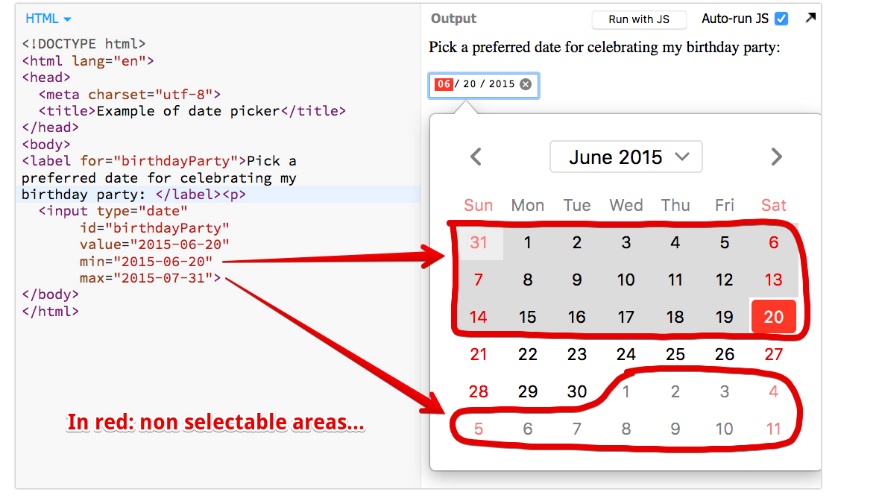 HTML
<!DOCTYPE html>
<html lang="en">
<head>
<meta charset="utf-8">
<title>Example of date picker</title>
</head>
<body>
<label for="birthdayParty">Pick a
preferred date for celebrating my
birthday party: </label><p>
<input type="date"
id="birthdayParty"
value="2015-06-20"
min="2015-06-20"
max="2015-07-31">
</body>
</html>
In red: non selectable areas...
Output
Run with JS
Auto-run JS
Pick a preferred date for celebrating my birthday party:
06 / 20 / 2015
June 2015
Sun Mon Tue Wed Thu Fri Sat
31 1 2 3 4 5 6
7 8 9 10 11 12 13
14 15 16 17 18 19 20
21 22 23 24 25 26 27
28 29 30 1 2 3 4
5 6 7 8 9 10 11